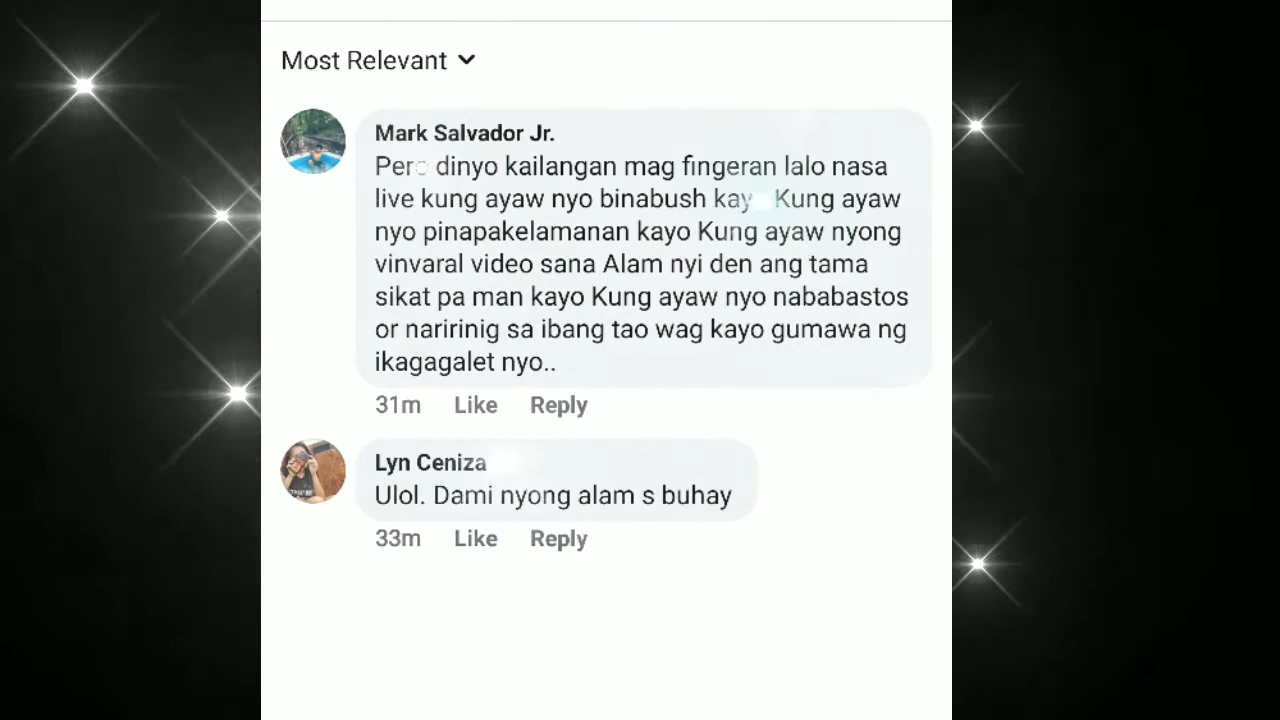 Most Relevant
Mark Salvador Jr.
Pero dinyo kailangan mag fingeran lalo nasa
live kung ayaw nyo binabush kayo Kung ayaw
nyo pinapakelamanan kayo Kung ayaw nyong
vinvaral video sana Alam nyi den ang tama
sikat pa man kayo Kung ayaw nyo nababastos
or naririnig sa ibang tao wag kayo gumawa ng
ikagagalet nyo..
31m Like Reply
Lyn Ceniza
Ulol. Dami nyong alam s buhay
33m Like Reply